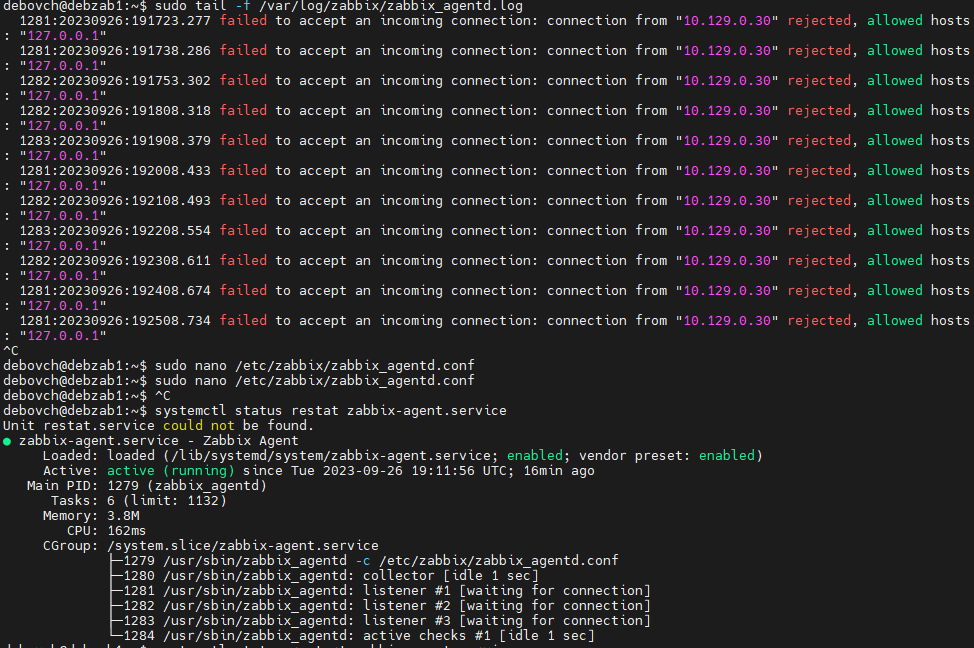 debovch@debzab1:~$ sudo tail -f /var/log/zabbix/zabbix_agentd.log
1281:20230926:191723.277 failed to accept an incoming connection: connection from "10.129.0.30" rejected, allowed hosts
: "127.0.0.1"
1281:20230926:191738.286 failed to accept an incoming connection: connection from "10.129.0.30" rejected, allowed hosts
: "127.0.0.1"
1282:20230926:191753.302 failed to accept an incoming connection: connection from "10.129.0.30" rejected, allowed hosts
: "127.0.0.1"
1282:20230926:191808.318 failed to accept an incoming connection: connection from "10.129.0.30" rejected, allowed hosts
: "127.0.0.1"
1283:20230926:191908.379 failed to accept an incoming connection: connection from "10.129.0.30" rejected, allowed hosts
: "127.0.0.1"
1281:20230926:192008.433 failed to accept an incoming connection: connection from "10.129.0.30" rejected, allowed hosts
: "127.0.0.1"
1282:20230926:192108.493 failed to accept an incoming connection: connection from "10.129.0.30" rejected, allowed hosts
: "127.0.0.1"
1283:20230926:192208.554 failed to accept an incoming connection: connection from "10.129.0.30" rejected, allowed hosts
: "127.0.0.1"
1282:20230926:192308.611 failed to accept an incoming connection: connection from "10.129.0.30" rejected, allowed hosts
: "127.0.0.1"
1281:20230926:192408.674 failed to accept an incoming connection: connection from "10.129.0.30" rejected, allowed hosts
: "127.0.0.1"
1281:20230926:192508.734 failed to accept an incoming connection: connection from "10.129.0.30" rejected, allowed hosts
: "127.0.0.1"
^C
debovch@debzab1:~$ sudo nano /etc/zabbix/zabbix_agentd.conf
debovch@debzab1:~$ sudo nano /etc/zabbix/zabbix_agentd.conf
debovch@debzab1:~$ ^C
debovch@debzab1:~$ systemctl status restat zabbix-agent.service
Unit restat.service could not be found.
● zabbix-agent.service - Zabbix Agent
Loaded: loaded (/lib/systemd/system/zabbix-agent.service; enabled; vendor preset: enabled)
Active: active (running) since Tue 2023-09-26 19:11:56 UTC; 16min ago
Main PID: 1279 (zabbix_agentd)
Tasks: 6 (limit: 1132)
Memory: 3.8M
CPU: 162ms
CGroup: /system.slice/zabbix-agent.service
├─1279 /usr/sbin/zabbix_agentd -c /etc/zabbix/zabbix_agentd.conf
├─1280 /usr/sbin/zabbix_agentd: collector [idle 1 sec]
├─1281 /usr/sbin/zabbix_agentd: listener #1 [waiting for connection]
├─1282 /usr/sbin/zabbix_agentd: listener #2 [waiting for connection]
├─1283 /usr/sbin/zabbix_agentd: listener #3 [waiting for connection]
└─1284 /usr/sbin/zabbix_agentd: active checks #1 [idle 1 sec]